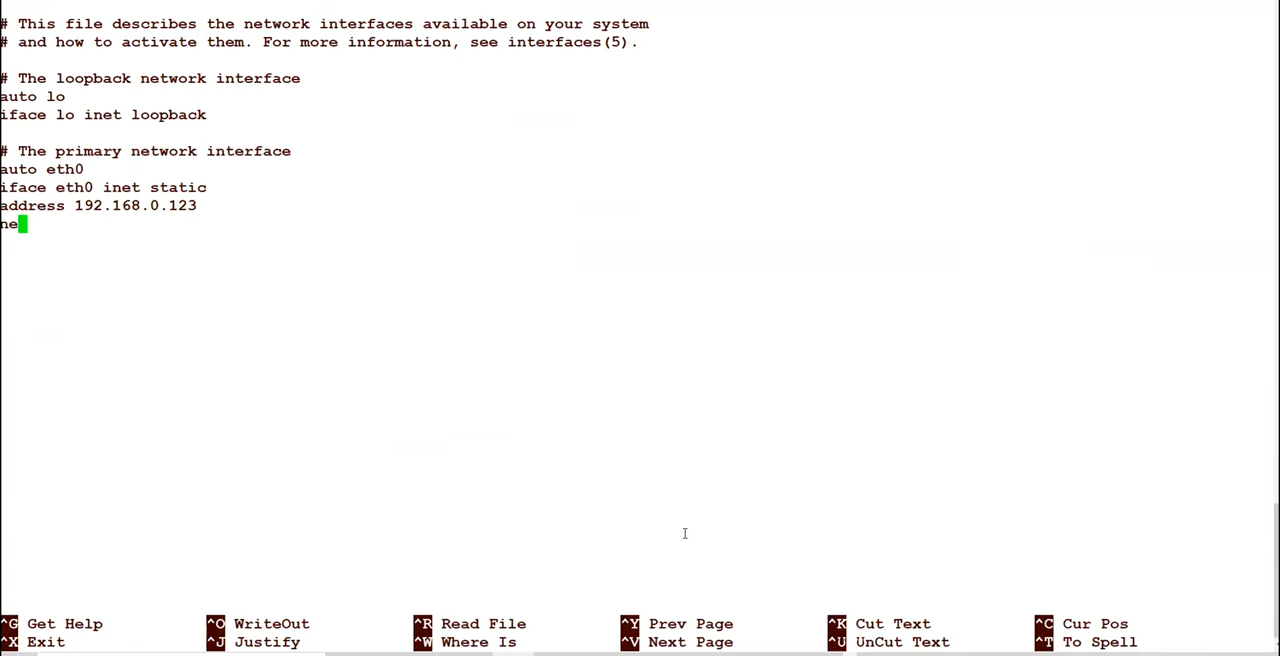 # This file describes the network interfaces available on your system
# and how to activate them. For more information, see interfaces(5).
# The loopback network interface
auto lo
iface lo inet loopback
# The primary network interface
auto eth0
iface eth0 inet static
address 192.168.0.123
ne
^G Get Help ^O WriteOut ^R Read File ^Y Prev Page ^K Cut Text ^C Cur Pos
^X Exit ^J Justify ^W Where Is ^V Next Page ^U UnCut Text ^T To Spell